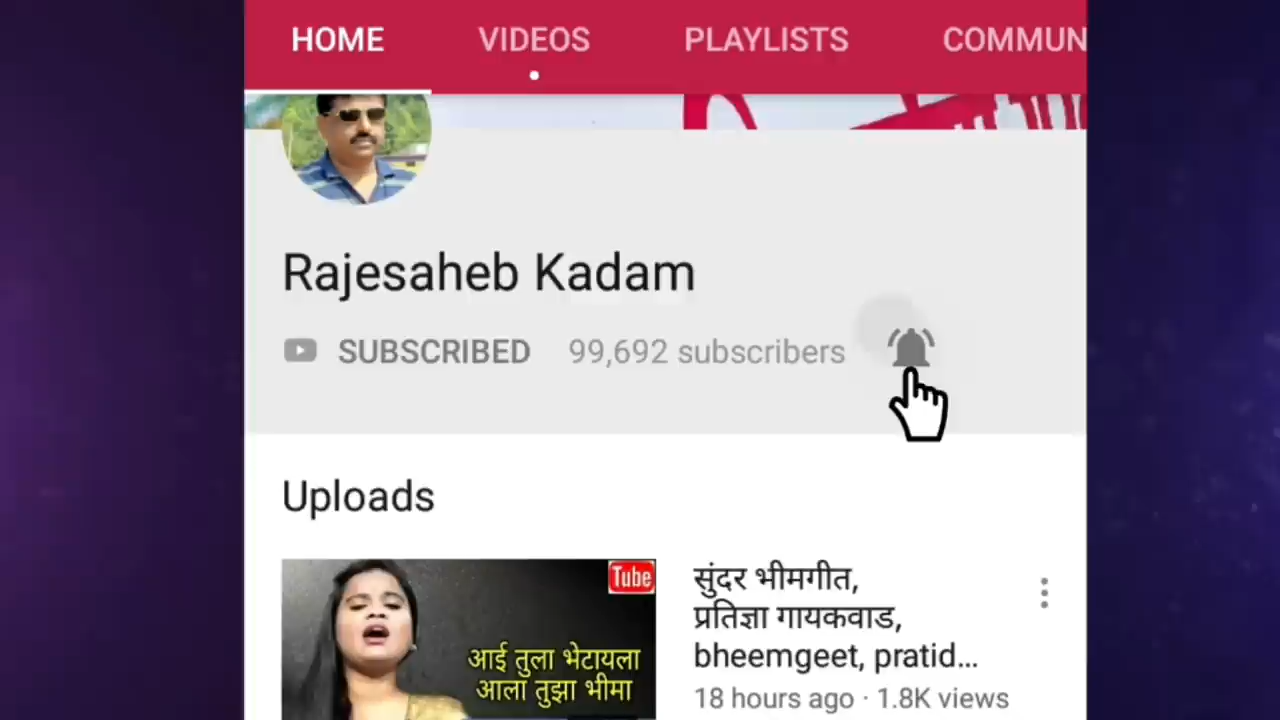 HOME VIDEOS PLAYLISTS COMMUN
Rajesaheb Kadam
SUBSCRIBED 99,692 subscribers
Uploads
Tube
आई तुला भेटायला
आला तुझा भीमा
सुंदर भीमगीत,
प्रतिज्ञा गायकवाड,
bheemgeet, pratid...
18 hours ago · 1.8K views